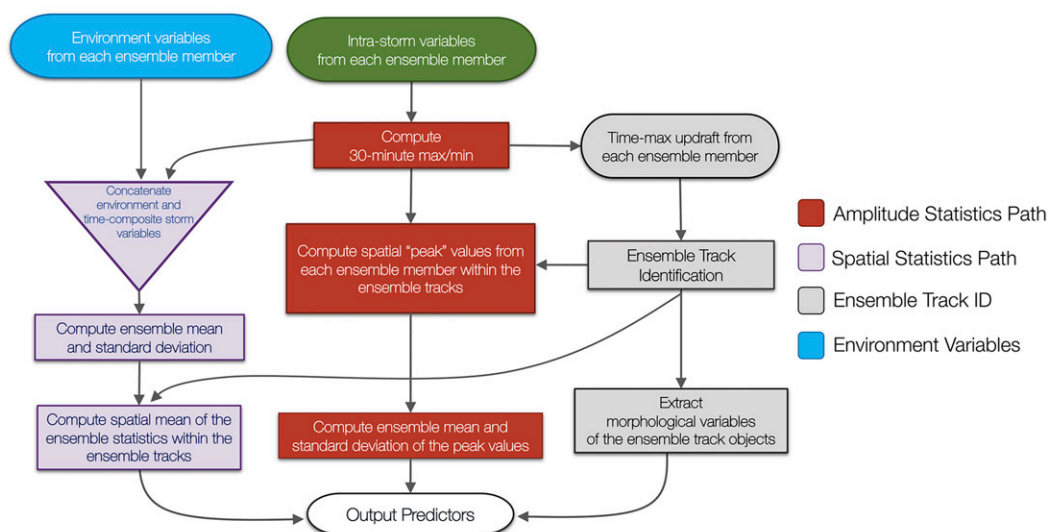 Environment variables
from each ensemble member
Intra-storm variables
from each ensemble member
Compute
30-minute max/min
Time-max updraft from
each ensemble member
Concatenate
environment and
time-composite storm
variables
Compute spatial “peak” values from
each ensemble member within the
ensemble tracks
Ensemble Track
Identification
Amplitude Statistics Path
Spatial Statistics Path
Ensemble Track ID
Environment Variables
Compute ensemble mean
and standard deviation
Compute spatial mean of the
ensemble statistics within the
ensemble tracks
Compute ensemble mean and
standard deviation of the peak values
Extract
morphological variables
of the ensemble track objects
Output Predictors